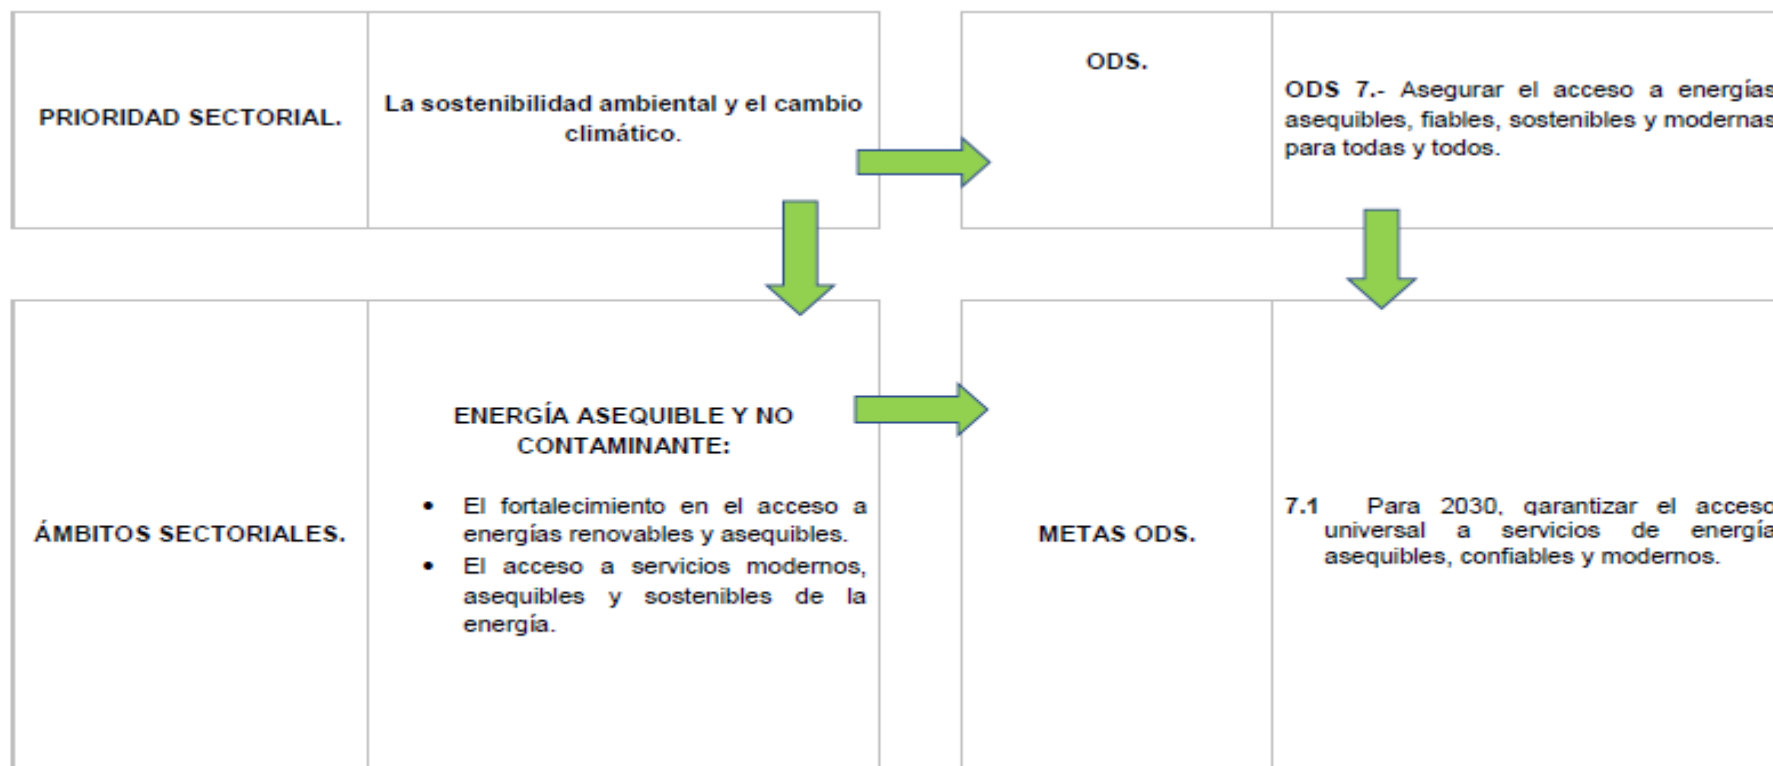 PRIORIDAD SECTORIAL.
La sostenibilidad ambiental y el cambio
climático.
ODS.
ODS 7.- Asegurar el acceso a energías
asequibles, fiables, sostenibles y modernas
para todas y todos.
ÁMBITOS SECTORIALES.
ENERGÍA ASEQUIBLE Y NO
CONTAMINANTE:
• El fortalecimiento en el acceso a
energías renovables y asequibles.
• El acceso a servicios modernos,
asequibles y sostenibles de la
energía.
METAS ODS.
7.1 Para 2030, garantizar el acceso
universal a servicios de energía
asequibles, confiables y modernos.